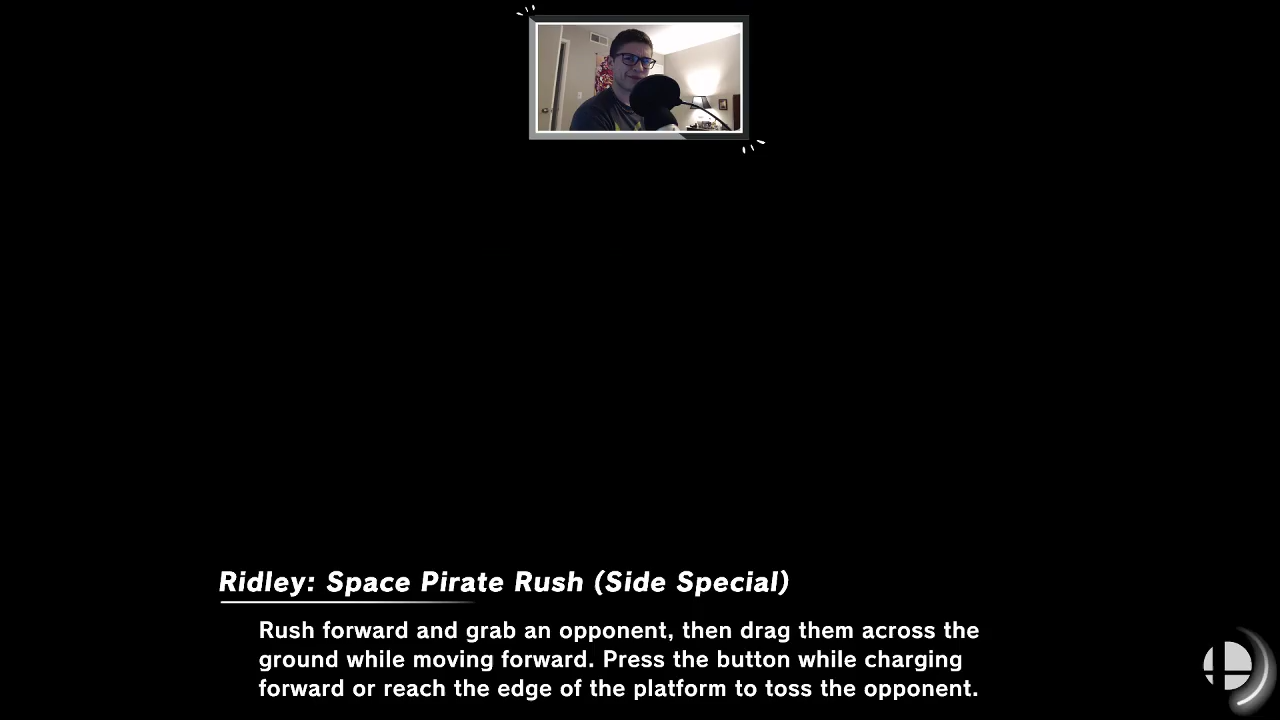 Ridley: Space Pirate Rush (Side Special)
Rush forward and grab an opponent, then drag them across the
ground while moving forward. Press the button while charging
forward or reach the edge of the platform to toss the opponent.